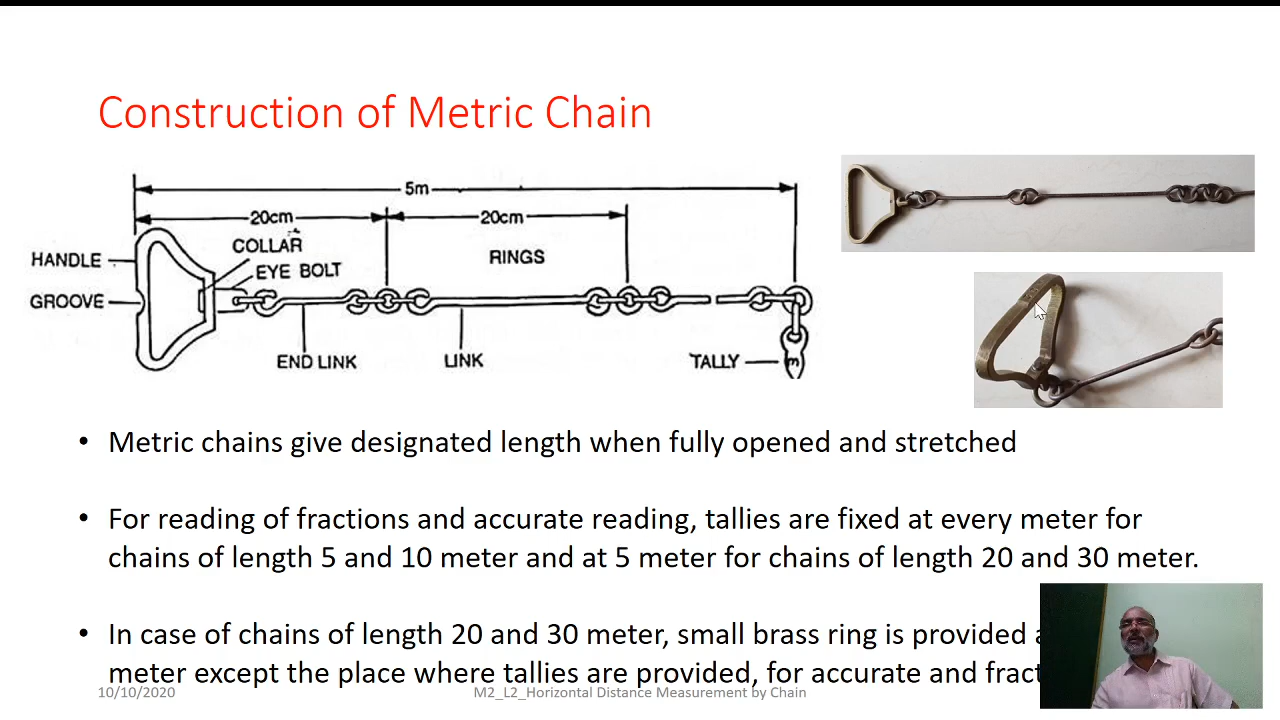 Construction of Metric Chain
5m
20cm 20cm
COLLAR
HANDLE EYE BOLT RINGS
GROOVE
END LINK LINK TALLY m
• Metric chains give designated length when fully opened and stretched
• For reading of fractions and accurate reading, tallies are fixed at every meter for
chains of length 5 and 10 meter and at 5 meter for chains of length 20 and 30 meter.
• In case of chains of length 20 and 30 meter, small brass ring is provided
meter except the place where tallies are provided, for accurate and
10/10/2020 M2_L2_Horizontal Distance Measurement by Chain